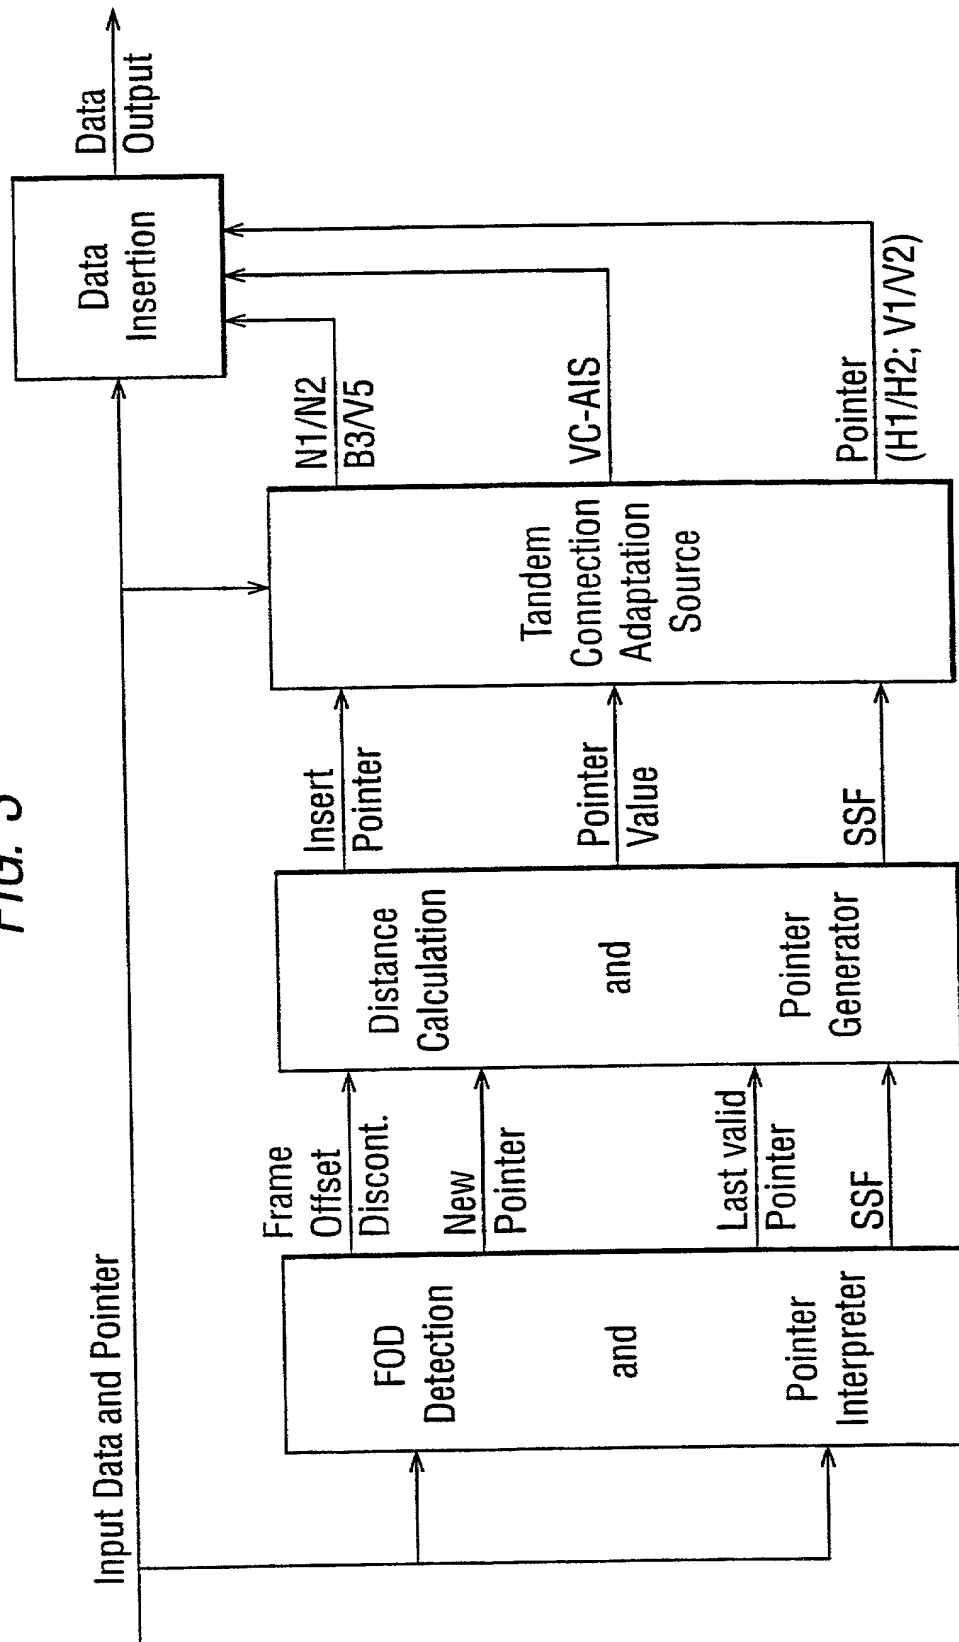 FIG. 3
Input Data and Pointer
FOD
Detection
and
Pointer
Interpreter
Frame
Offset
Discont.
New
Pointer
Last valid
Pointer
SSF
Distance
Calculation
and
Pointer
Generator
Insert
Pointer
Pointer
Value
SSF
Tandem
Connection
Adaptation
Source
N1/N2
B3/V5
VC-AIS
Pointer
(H1/H2; V1/V2)
Data
Insertion
Data
Output